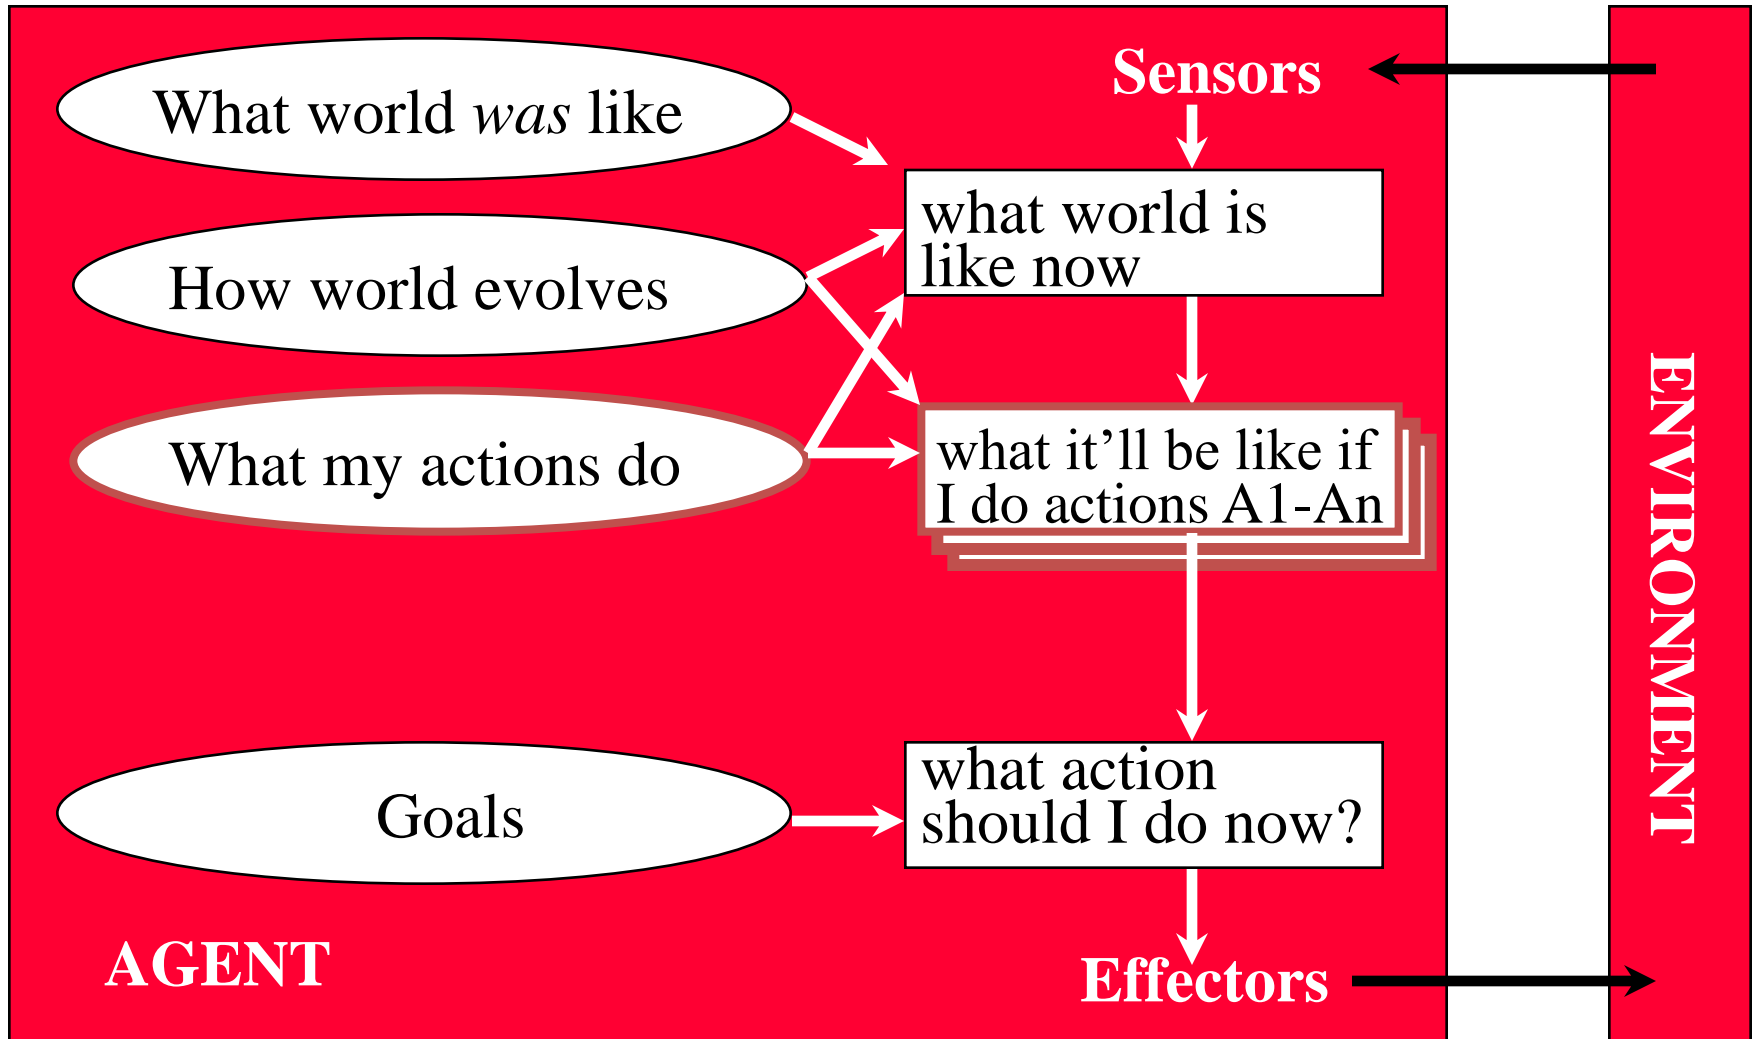 Sensors
What world was like
what world is
like now
How world evolves
What my actions do
what it’ll be like if
I do actions A1-An
Goals
what action
should I do now?
AGENT
Effectors
ENVIRONMENT